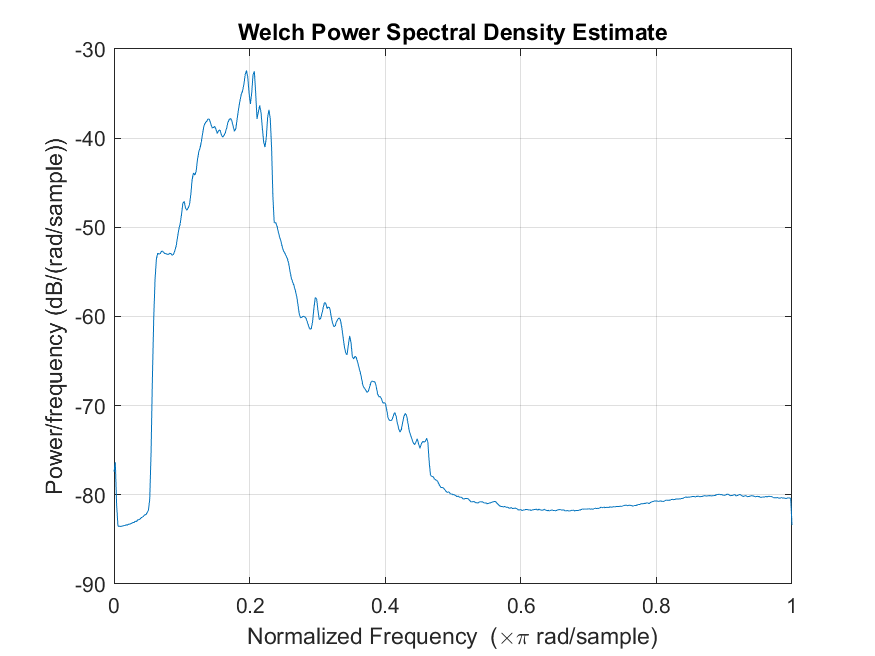 Welch Power Spectral Density Estimate
Power/frequency (dB/(rad/sample))
-30
-40
-50
-60
-70
-80
-90
0 0.2 0.4 0.6 0.8 1
Normalized Frequency (×π rad/sample)